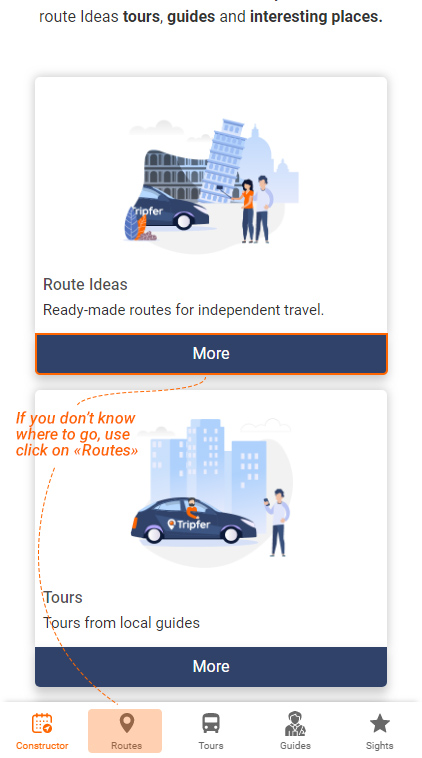 route Ideas tours, guides and interesting places.
Tripfer
Route Ideas
Ready-made routes for independent travel.
More
If you don't know
where to go, use
click on «Routes»
Tripfer
Tours
Tours from local guides
More
Constructor
Routes
Tours
Guides
Sights